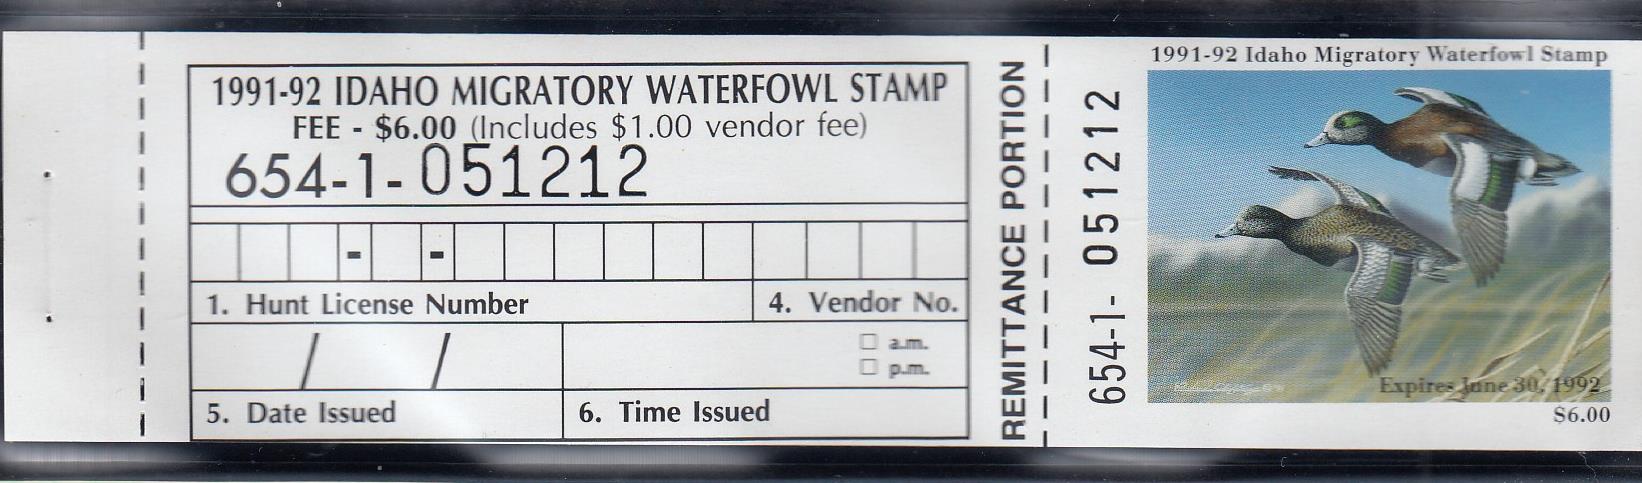 1991-92 IDAHO MIGRATORY WATERFOWL STAMP
FEE - $6.00 (Includes $1.00 vendor fee)
654-1-051212
- -
1. Hunt License Number
4. Vendor No.
/ /
a.m.
p.m.
5. Date Issued
6. Time Issued
REMITTANCE PORTION
654-1- 051212
1991-92 Idaho Migratory Waterfowl Stamp
Expires June 30, 1992
$6.00